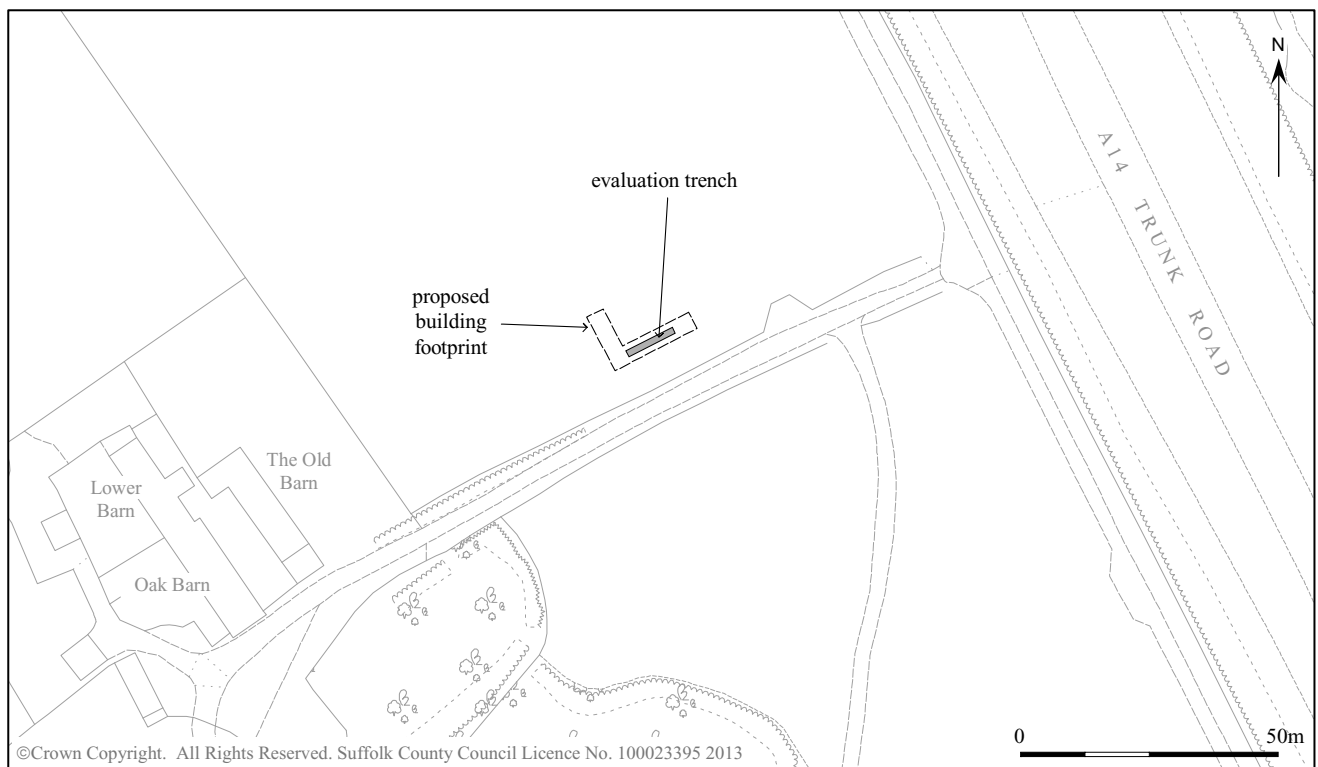 N
A14 TRUNK ROAD
evaluation trench
proposed
building
footprint
The Old
Barn
Lower
Barn
Oak Barn
0 50m
©Crown Copyright. All Rights Reserved. Suffolk County Council Licence No. 100023395 2013